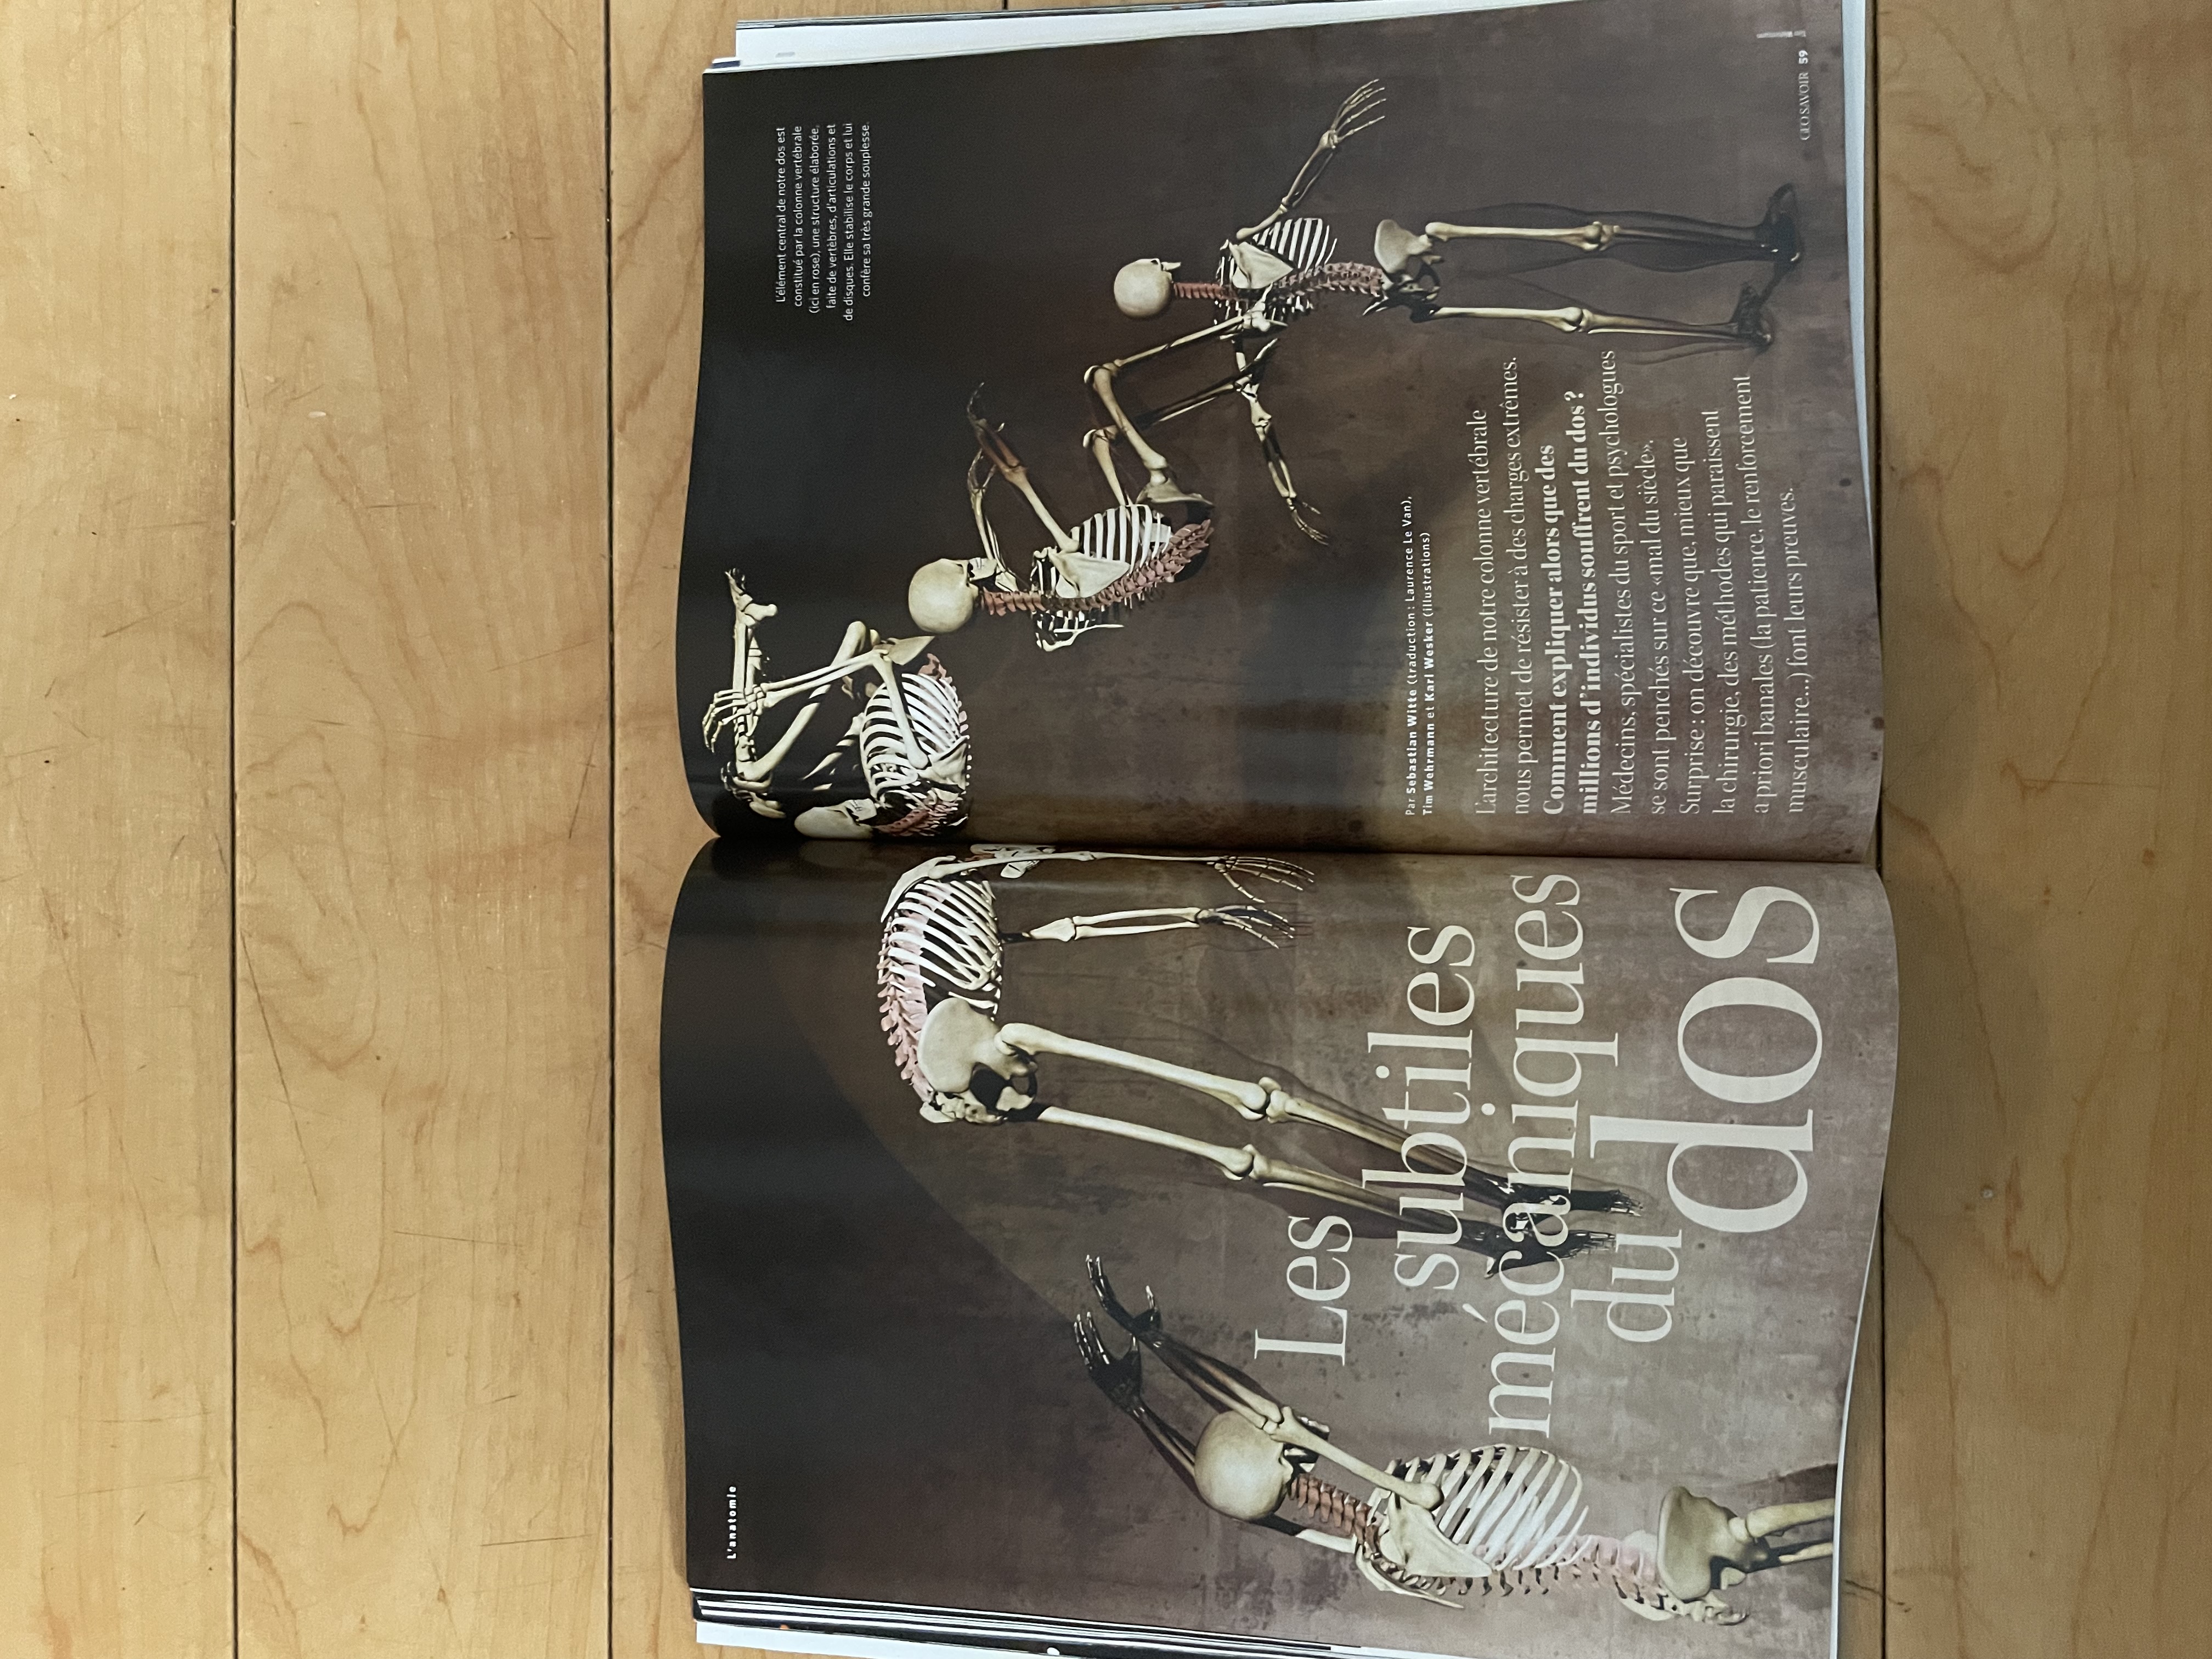 L'anatomie
Les
subtiles
mécaniques
du
dos
L'élément central de notre dos est
constitué par la colonne vertébrale
(ici en rose), une structure élaborée,
faite de vertèbres, d'articulations et
de disques. Elle stabilise le corps et lui
confère sa très grande souplesse.
Par Sebastian Witte (traduction : Laurence Le Van),
Tim Wehrmann et Karl Wesker (illustrations)
L'architecture de notre colonne vertébrale
nous permet de résister à des charges extrêmes.
Comment expliquer alors que des
millions d'individus souffrent du dos ?
Médecins, spécialistes du sport et psychologues
se sont penchés sur ce «mal du siècle».
Surprise : on découvre que, mieux que
la chirurgie, des méthodes qui paraissent
a priori banales (la patience, le renforcement
musculaire...) font leurs preuves.
GEO SAVOIR 59